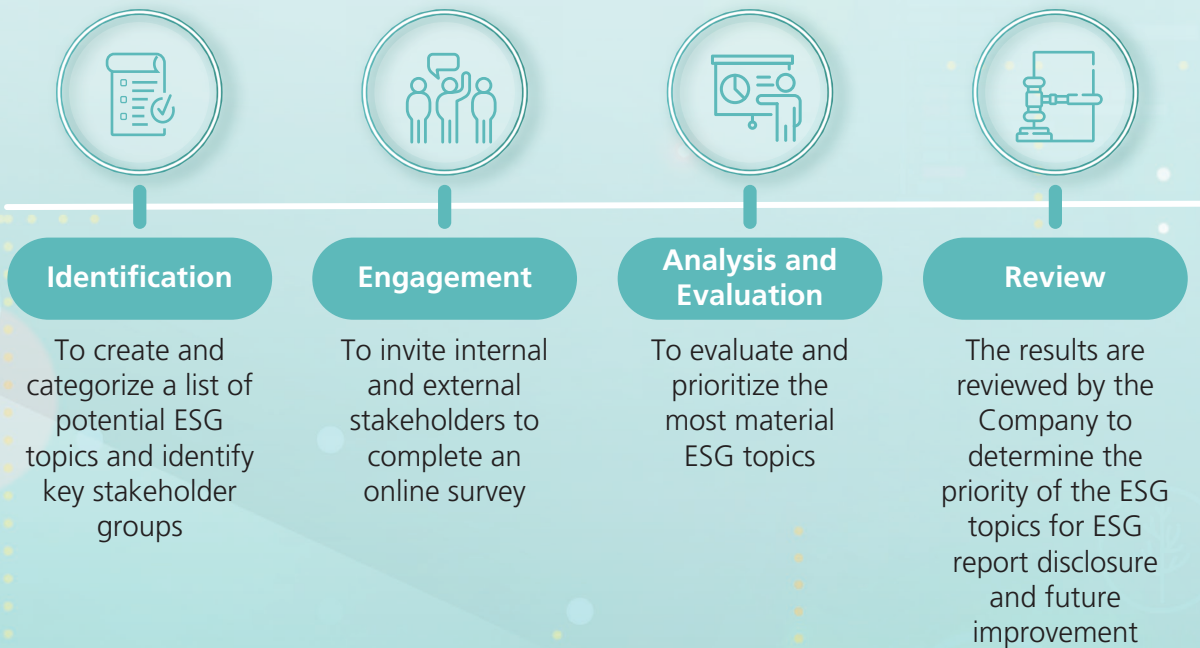 Identification
To create and
categorize a list of
potential ESG
topics and identify
key stakeholder
groups
Engagement
To invite internal
and external
stakeholders to
complete an
online survey
Analysis and
Evaluation
To evaluate and
prioritize the
most material
ESG topics
Review
The results are
reviewed by the
Company to
determine the
priority of the ESG
topics for ESG
report disclosure
and future
improvement